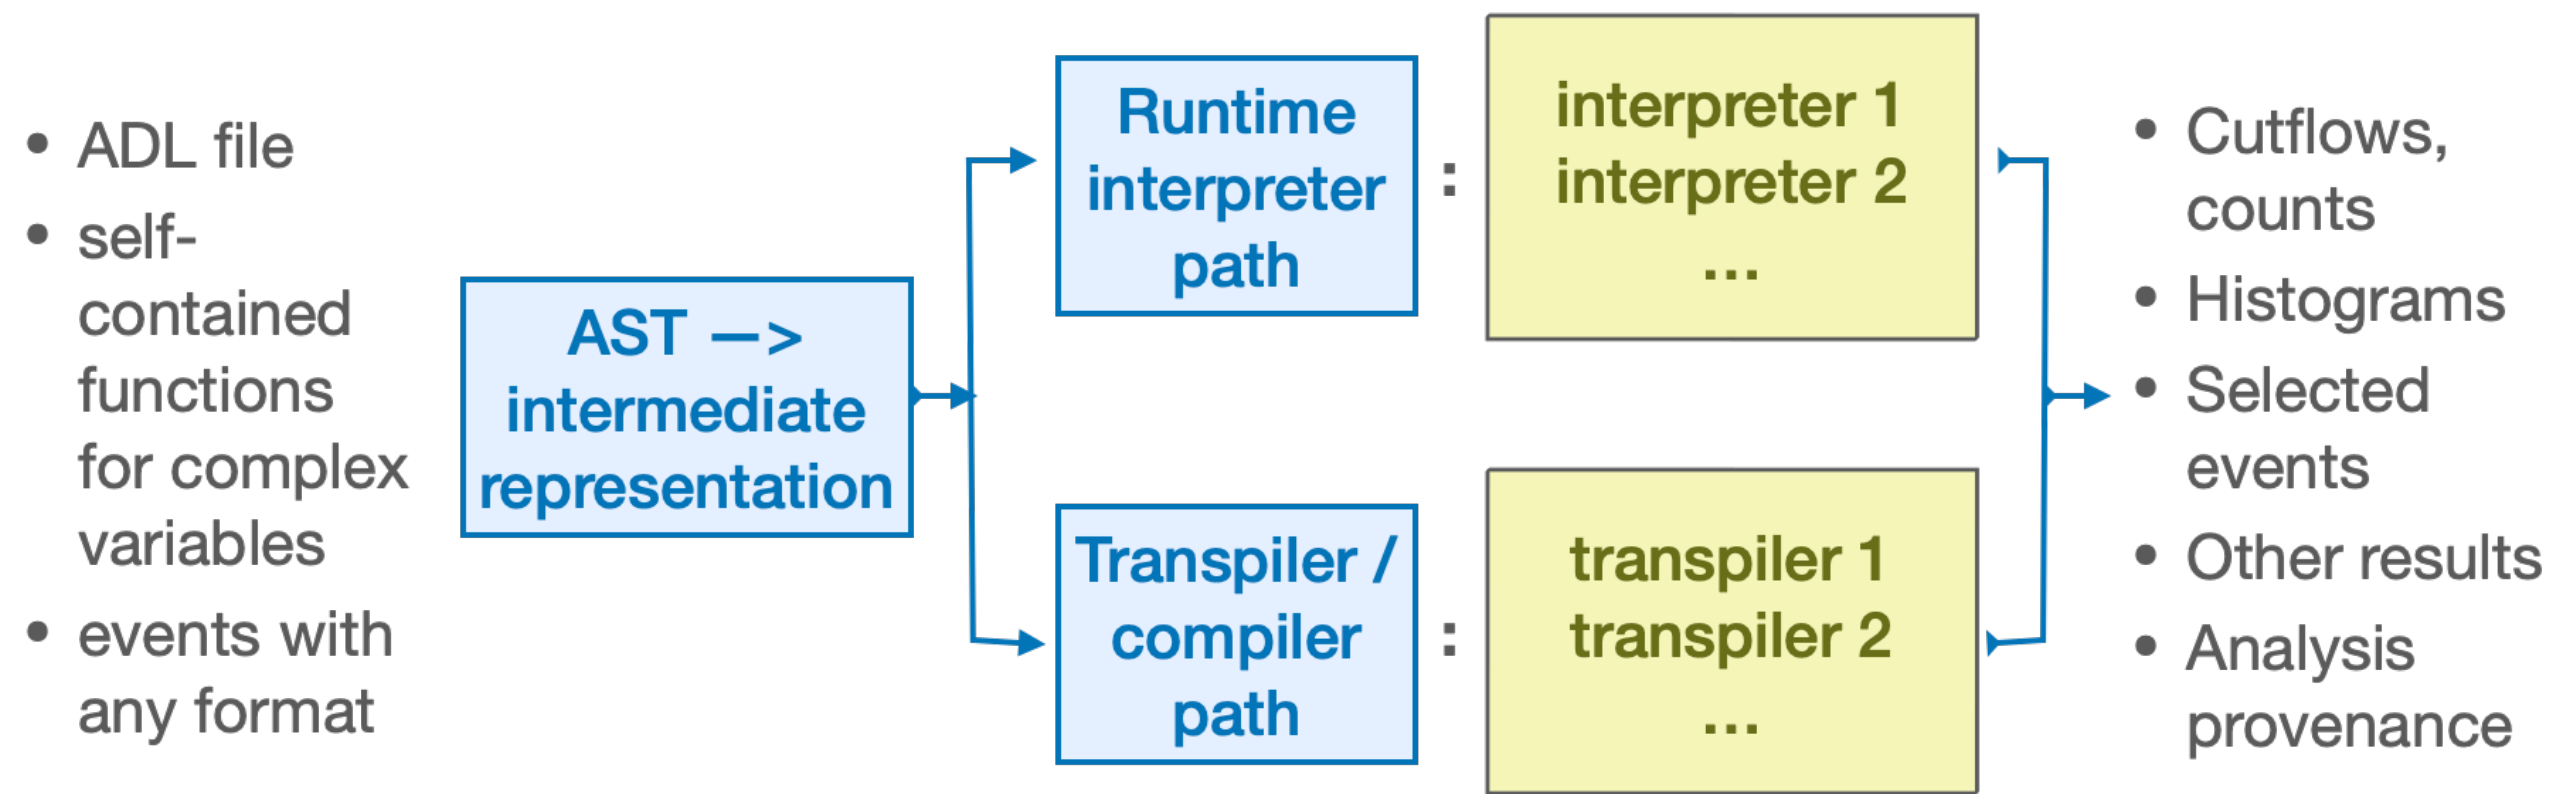 • ADL file
• self-
contained
functions
for complex
variables
• events with
any format
AST —>
intermediate
representation
Runtime
interpreter
path
:
interpreter 1
interpreter 2
...
Transpiler /
compiler
path
:
transpiler 1
transpiler 2
...
• Cutflows,
counts
• Histograms
• Selected
events
• Other results
• Analysis
provenance